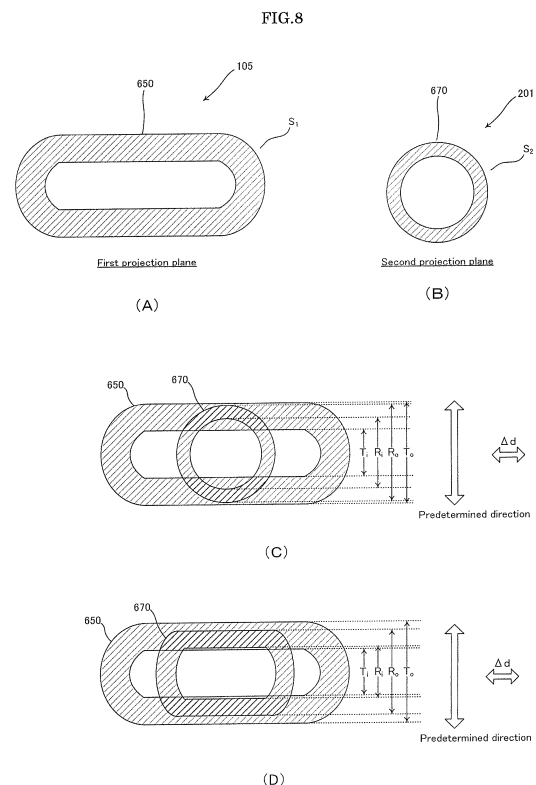 FIG.8
650
105
S₁
670
201
S₂
First projection plane
Second projection plane
(A)
(B)
650
670
Tᵢ Rᵢ Rₒ Tₒ
Δd
Predetermined direction
(C)
650
670
Tᵢ Rᵢ Rₒ Tₒ
Δd
Predetermined direction
(D)